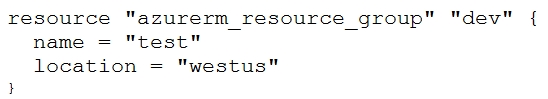 resource "azurerm_resource_group" "dev" {
  name = "test"
  location = "westus"
}